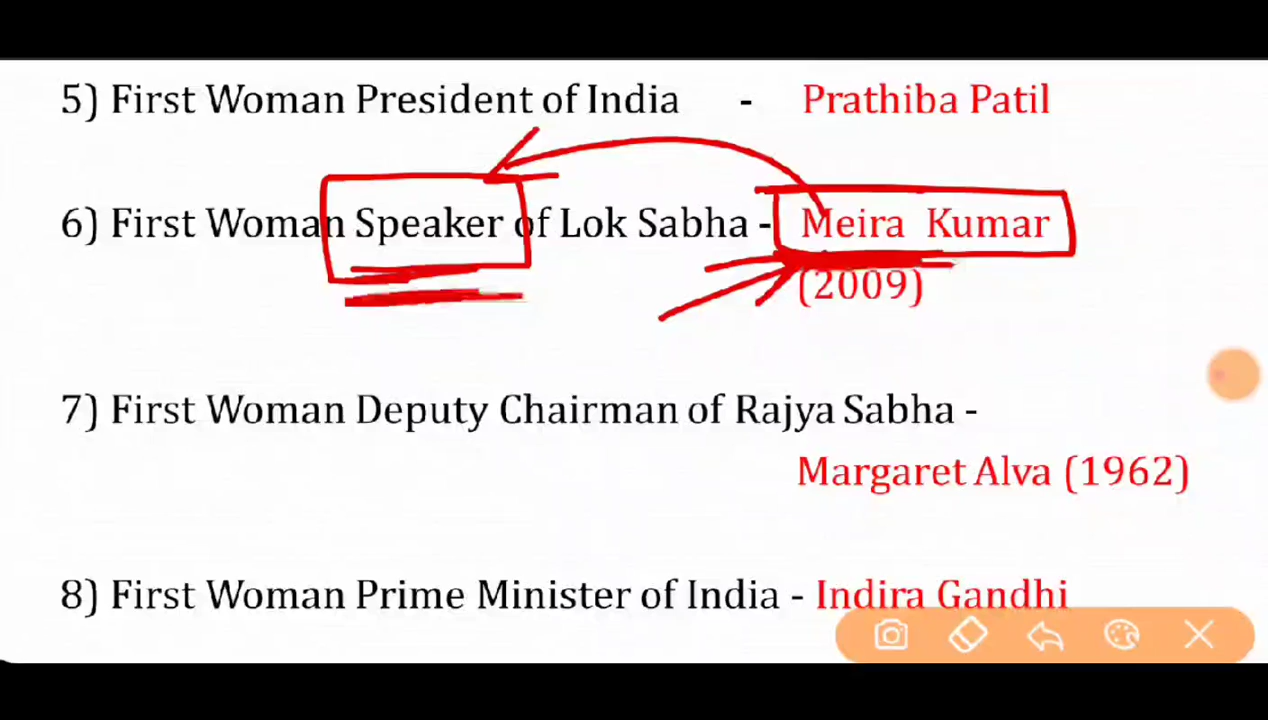 5) First Woman President of India - Prathiba Patil
6) First Woman Speaker of Lok Sabha - Meira Kumar
(2009)
7) First Woman Deputy Chairman of Rajya Sabha -
Margaret Alva (1962)
8) First Woman Prime Minister of India - Indira Gandhi